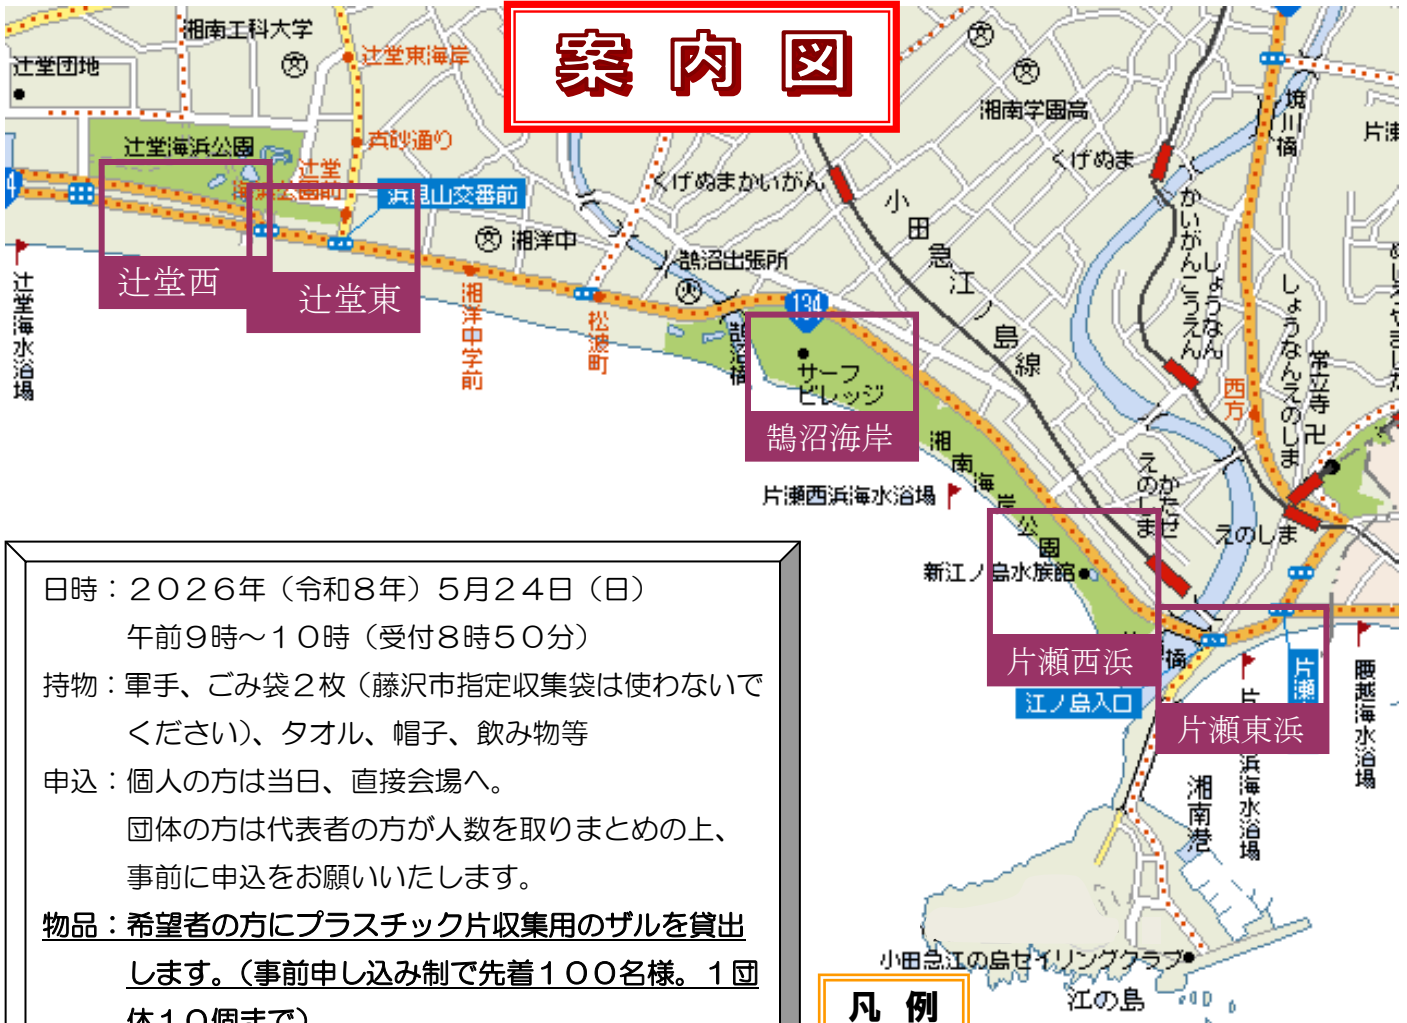 案内図
湘南工科大学
辻堂団地
辻堂東海岸
湘南学園高
境川橋
辻堂海浜公園
くげぬま
くげぬまかいがん
浜見山交番前
湘洋中
鵠沼出張所
小田急江ノ島線
しょうなん
かいがんこうえん
しょうなんえのしま
常立寺
西方
134
辻堂西
辻堂東
辻堂海水浴場
湘洋中学前
松波町
サーフ
ビレッジ
鵠沼海岸
湘南海岸公園
片瀬西浜海水浴場
かたせ
えのしま
えのしま
新江ノ島水族館
片瀬西浜
江ノ島入口
片瀬東浜
腰越海水浴場
湘南港
小田急江の島セイリングクラブ
江の島
凡例
日時：２０２６年（令和８年）５月２４日（日）
午前９時～１０時（受付８時５０分）
持物：軍手、ごみ袋２枚（藤沢市指定収集袋は使わないで
ください）、タオル、帽子、飲み物等
申込：個人の方は当日、直接会場へ。
団体の方は代表者の方が人数を取りまとめの上、
事前に申込をお願いいたします。
物品：希望者の方にプラスチック片収集用のザルを貸出
します。（事前申し込み制で先着１００名様。１団
体１０個まで）